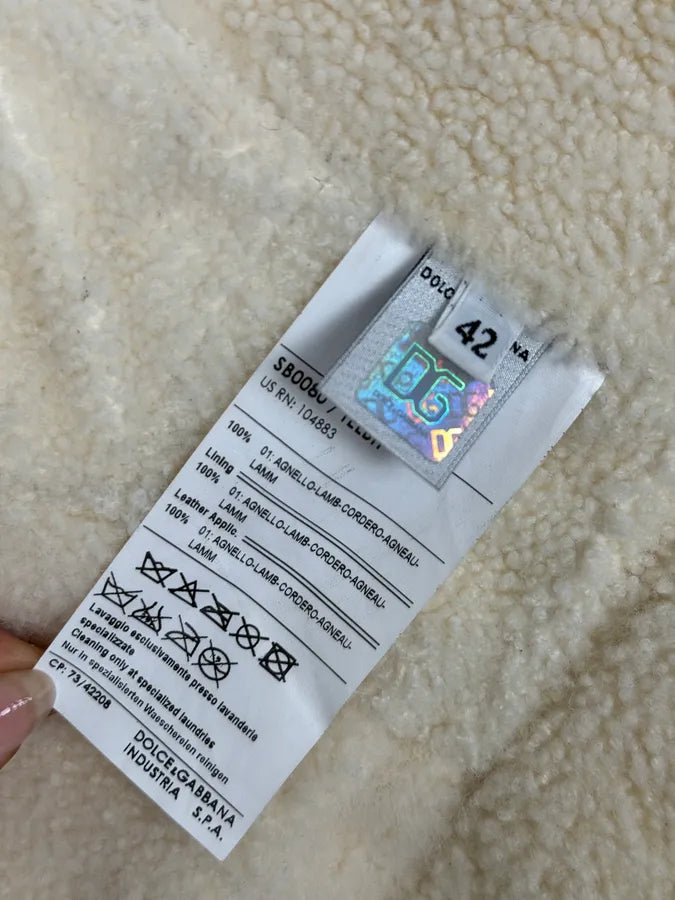 DOLC
NA
42
DG
US RN: 104883
100% 01: AGNELLO-LAMB-CORDERO-AGNEAU-
LAMM
Lining
100% 01: AGNELLO-LAMB-CORDERO-AGNEAU-
LAMM
Leather Applic.
100% 01: AGNELLO-LAMB-CORDERO-AGNEAU-
LAMM
Lavaggio esclusivamente presso lavanderie
specializzate
Cleaning only at specialized laundries
Nur in spezialisierten Waeschereien reinigen
CP: 73/42208
DOLCE&GABBANA
INDUSTRIA S.P.A.